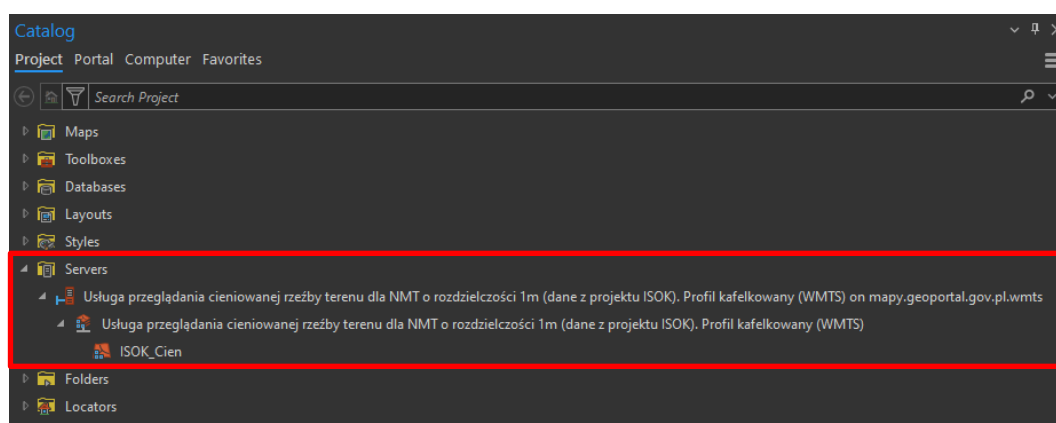 Catalog
Project Portal Computer Favorites
Search Project
Maps
Toolboxes
Databases
Layouts
Styles
Servers
Usługa przeglądania cieniowanej rzeźby terenu dla NMT o rozdzielczości 1m (dane z projektu ISOK). Profil kafelkowany (WMTS) on mapy.geoportal.gov.pl.wmts
Usługa przeglądania cieniowanej rzeźby terenu dla NMT o rozdzielczości 1m (dane z projektu ISOK). Profil kafelkowany (WMTS)
ISOK_Cien
Folders
Locators